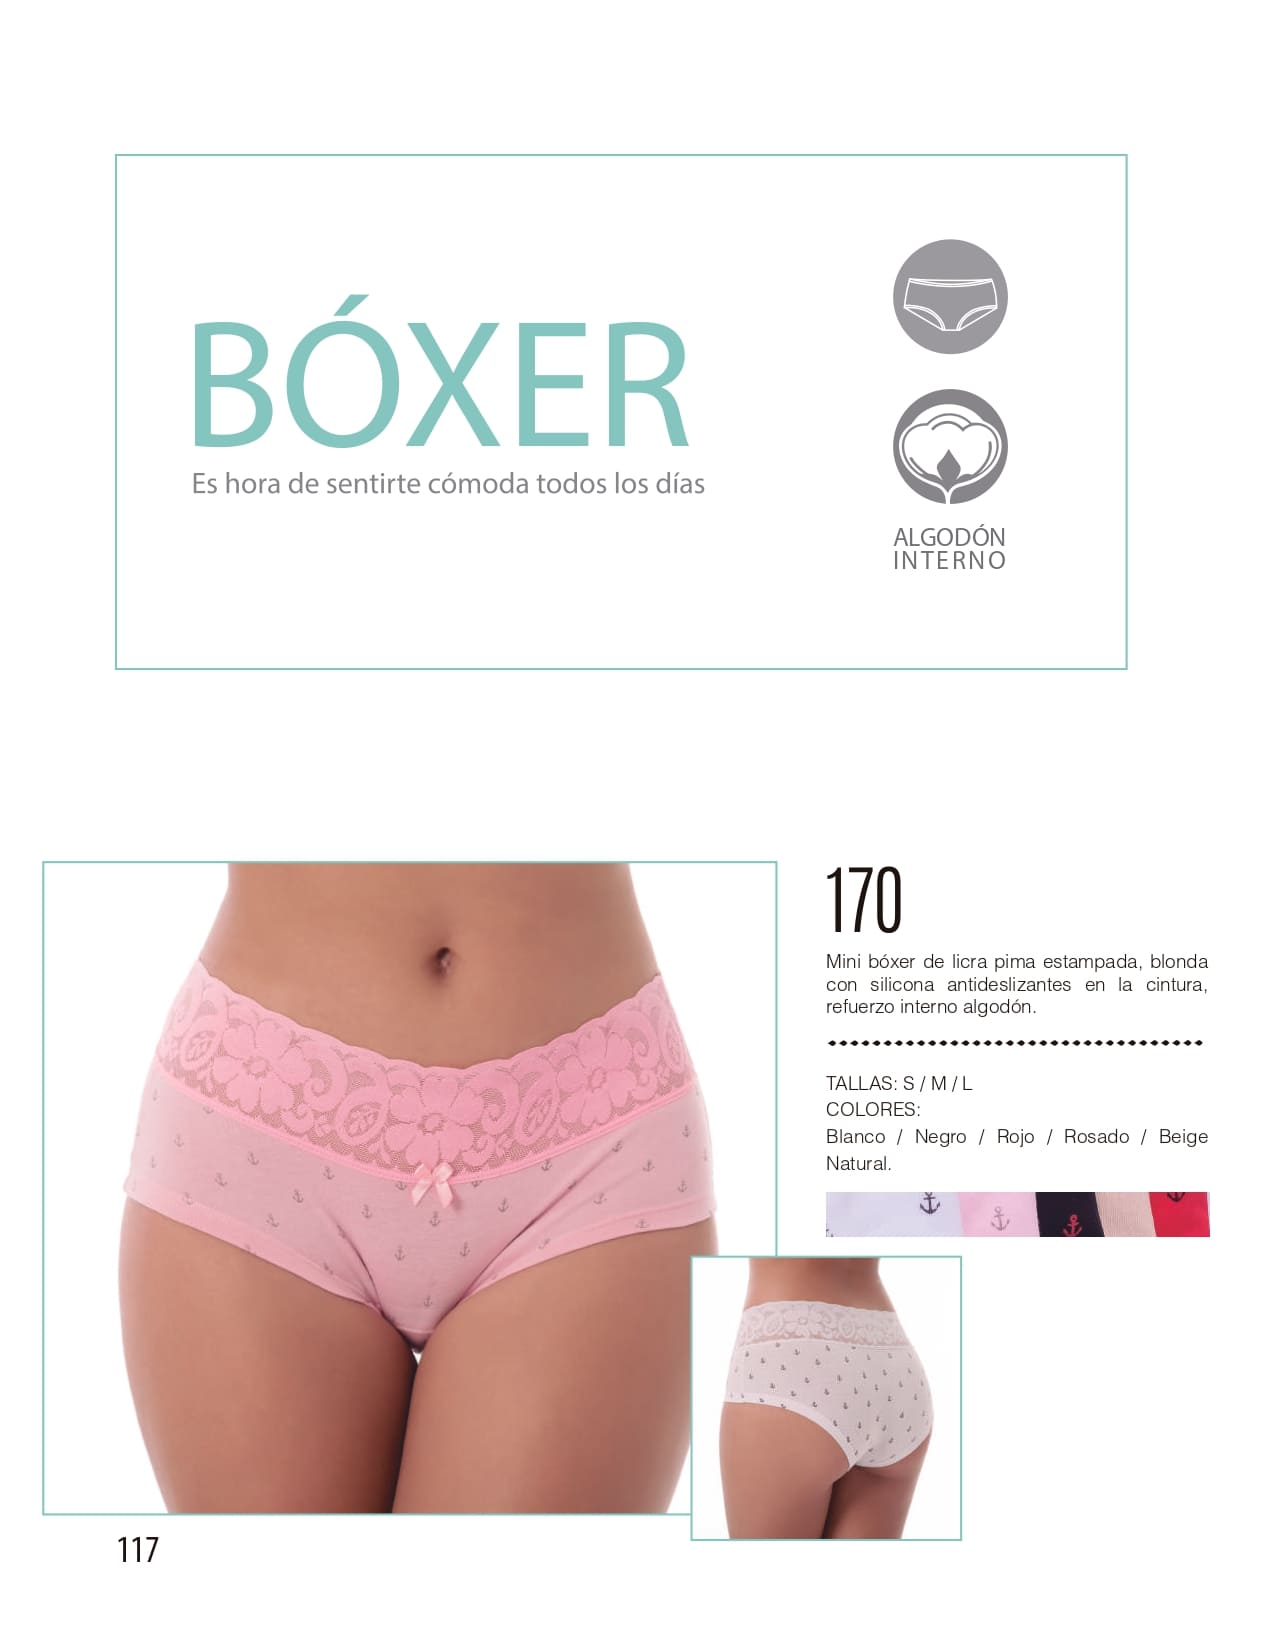 BÓXER
Es hora de sentirte cómoda todos los días
ALGODÓN
INTERNO
170
Mini bóxer de licra pima estampada, blonda
con silicona antideslizantes en la cintura,
refuerzo interno algodón.
TALLAS: S / M / L
COLORES:
Blanco / Negro / Rojo / Rosado / Beige
Natural.
117